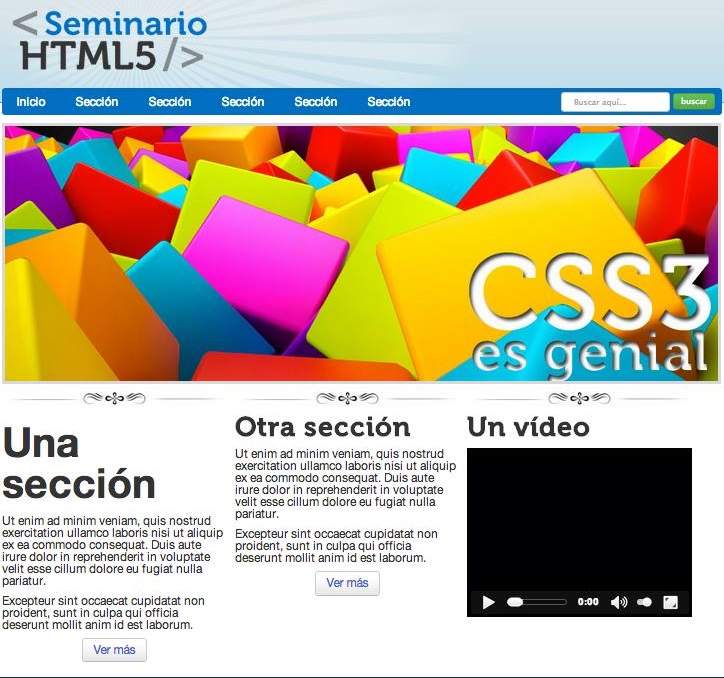 < Seminario
HTML5 />
Inicio Sección Sección Sección Sección Sección Buscar aquí... buscar
CSS3
es genial
Una
sección
Ut enim ad minim veniam, quis nostrud
exercitation ullamco laboris nisi ut aliquip
ex ea commodo consequat. Duis aute
irure dolor in reprehenderit in voluptate
velit esse cillum dolore eu fugiat nulla
pariatur.
Excepteur sint occaecat cupidatat non
proident, sunt in culpa qui officia
deserunt mollit anim id est laborum.
Ver más
Otra sección
Ut enim ad minim veniam, quis nostrud
exercitation ullamco laboris nisi ut aliquip
ex ea commodo consequat. Duis aute
irure dolor in reprehenderit in voluptate
velit esse cillum dolore eu fugiat nulla
pariatur.
Excepteur sint occaecat cupidatat non
proident, sunt in culpa qui officia
deserunt mollit anim id est laborum.
Ver más
Un vídeo
0:00